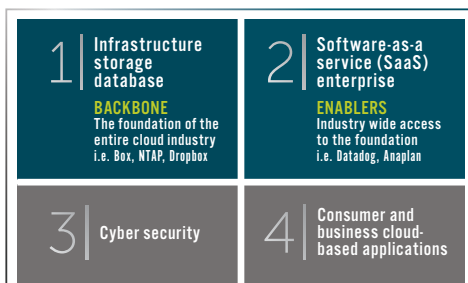 1
Infrastructure
storage
database
BACKBONE
The foundation of the
entire cloud industry
i.e. Box, NTAP, Dropbox
2
Software-as-a
service (SaaS)
enterprise
ENABLERS
Industry wide access
to the foundation
i.e. Datadog, Anaplan
3
Cyber security
4
Consumer and
business cloud-
based applications